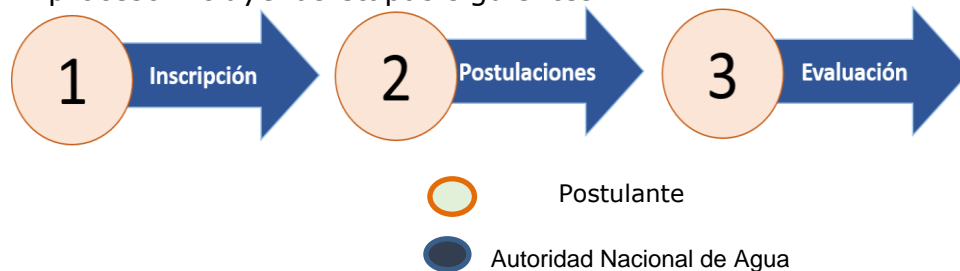 1 Inscripción 2 Postulaciones 3 Evaluación
Postulante
Autoridad Nacional de Agua